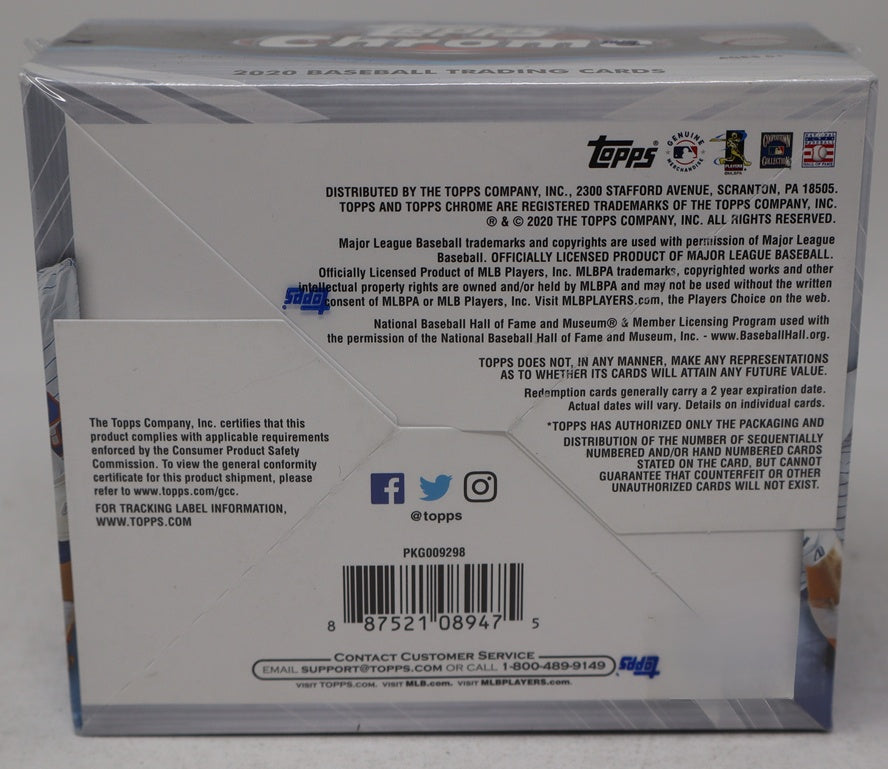 Topps
Chrome
2020 BASEBALL TRADING CARDS
Topps®
GENUINE
MERCHANDISE
DISTRIBUTED BY THE TOPPS COMPANY, INC., 2300 STAFFORD AVENUE, SCRANTON, PA 18505.
TOPPS AND TOPPS CHROME ARE REGISTERED TRADEMARKS OF THE TOPPS COMPANY, INC.
® & © 2020 THE TOPPS COMPANY, INC. ALL RIGHTS RESERVED.
Major League Baseball trademarks and copyrights are used with permission of Major League
Baseball. OFFICIALLY LICENSED PRODUCT OF MAJOR LEAGUE BASEBALL.
Officially Licensed Product of MLB Players, Inc. MLBPA trademarks, copyrighted works and other
intellectual property rights are owned and/or held by MLBPA and may not be used without the written
consent of MLBPA or MLB Players, Inc. Visit MLBPLAYERS.com, the Players Choice on the web.
Topps
National Baseball Hall of Fame and Museum® & Member Licensing Program used with
the permission of the National Baseball Hall of Fame and Museum, Inc. - www.BaseballHall.org.
TOPPS DOES NOT, IN ANY MANNER, MAKE ANY REPRESENTATIONS
AS TO WHETHER ITS CARDS WILL ATTAIN ANY FUTURE VALUE.
Redemption cards generally carry a 2 year expiration date.
Actual dates will vary. Details on individual cards.
*TOPPS HAS AUTHORIZED ONLY THE PACKAGING AND
DISTRIBUTION OF THE NUMBER OF SEQUENTIALLY
NUMBERED AND/OR HAND NUMBERED CARDS
STATED ON THE CARD, BUT CANNOT
GUARANTEE THAT COUNTERFEIT OR OTHER
UNAUTHORIZED CARDS WILL NOT EXIST.
The Topps Company, Inc. certifies that this
product complies with applicable requirements
enforced by the Consumer Product Safety
Commission. To view the general conformity
certificate for this product shipment, please
refer to www.topps.com/gcc.
FOR TRACKING LABEL INFORMATION,
WWW.TOPPS.COM
@topps
PKG009298
8 87521 08947 5
CONTACT CUSTOMER SERVICE
EMAIL SUPPORT@TOPPS.COM OR CALL 1-800-489-9149
VISIT TOPPS.COM. VISIT MLB.com. VISIT MLBPLAYERS.com.
Topps